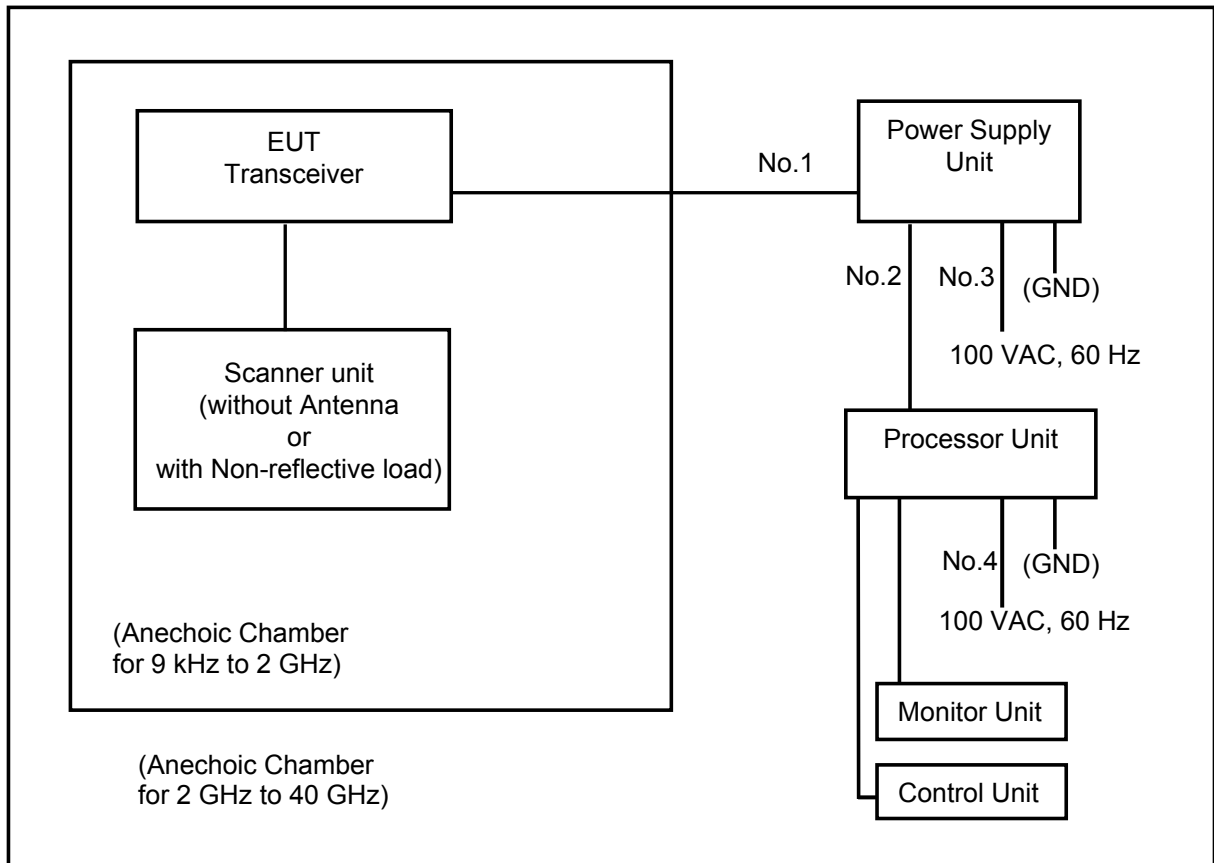 EUT
Transceiver
No.1
Power Supply
Unit
No.2
No.3
(GND)
100 VAC, 60 Hz
Scanner unit
(without Antenna
or
with Non-reflective load)
Processor Unit
No.4
(GND)
100 VAC, 60 Hz
(Anechoic Chamber
for 9 kHz to 2 GHz)
Monitor Unit
Control Unit
(Anechoic Chamber
for 2 GHz to 40 GHz)